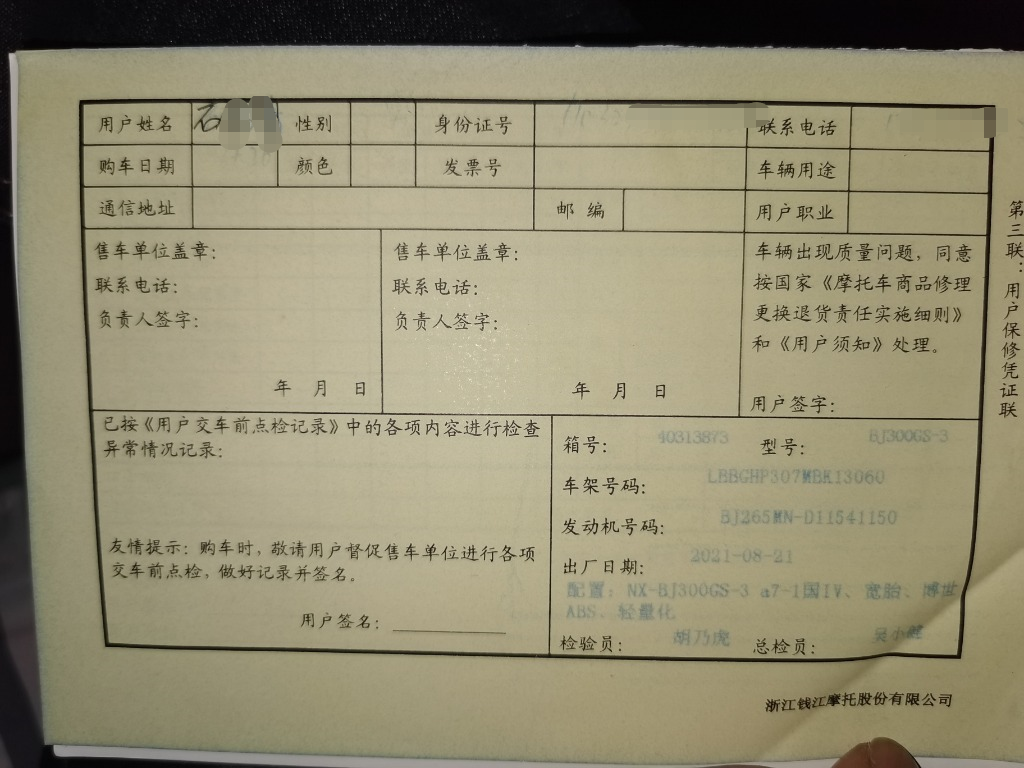 用户姓名 石 性别 身份证号 联系电话
购车日期 颜色 发票号 车辆用途
通信地址 邮编 用户职业
售车单位盖章：
联系电话：
负责人签字：
年 月 日
售车单位盖章：
联系电话：
负责人签字：
年 月 日
车辆出现质量问题，同意
按国家《摩托车商品修理
更换退货责任实施细则》
和《用户须知》处理。
用户签字：
已按《用户交车前点检记录》中的各项内容进行检查
异常情况记录：
友情提示：购车时，敬请用户督促售车单位进行各项
交车前点检，做好记录并签名。
用户签名：
箱号： 40313873 型号： BJ300GS-3
车架号码： LBBGHP307MBK13060
发动机号码： BJ265MN-D11541150
出厂日期： 2021-08-21
配置：NX-BJ300GS-3 a7-1国IV、宽胎、博世
ABS、轻量化
检验员： 胡乃虎 总检员： 吴小
第三联：用户保修凭证联
浙江钱江摩托股份有限公司